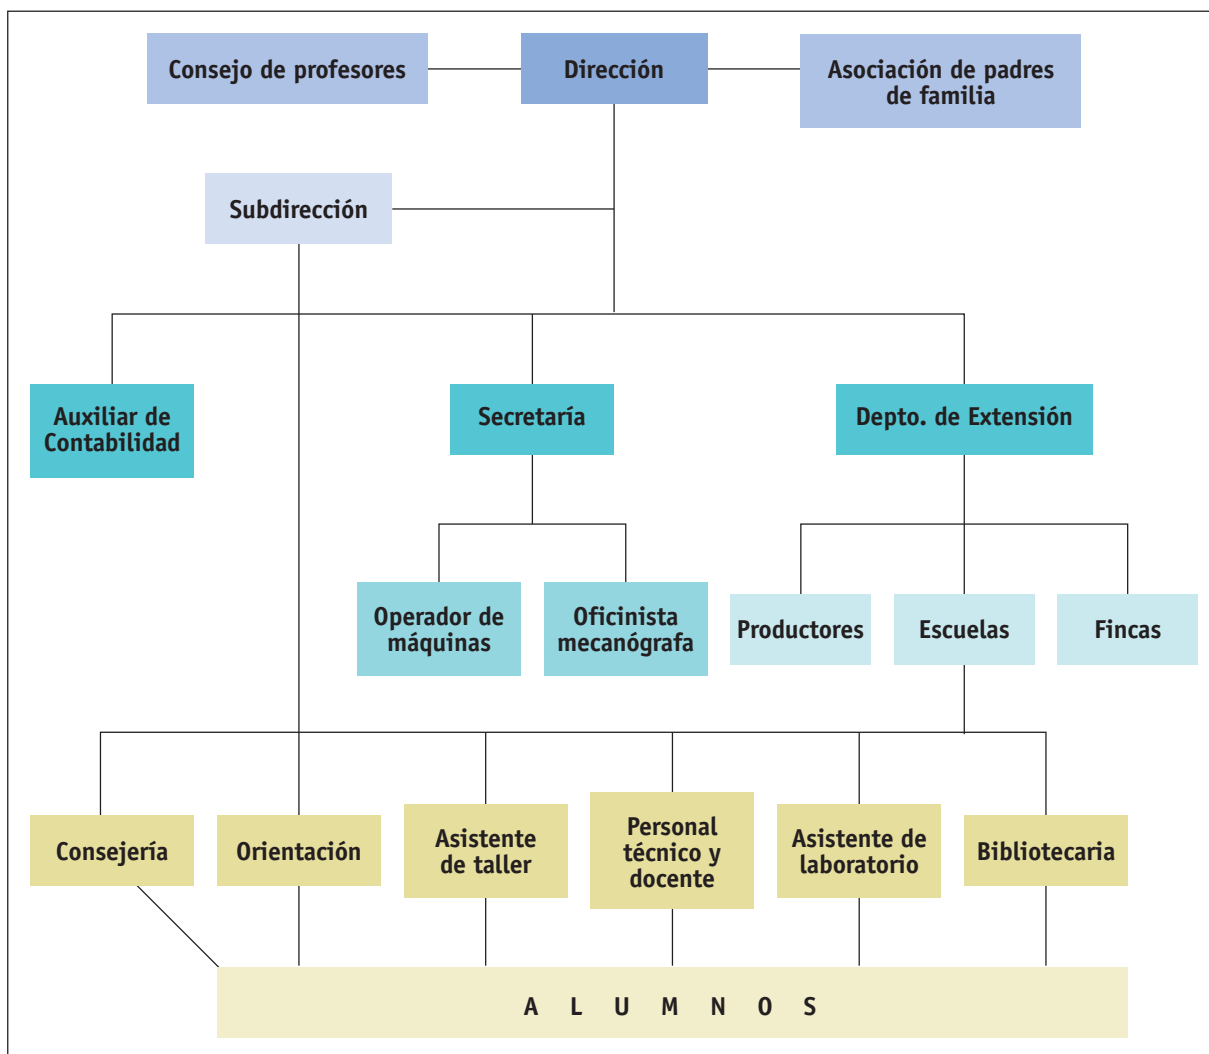 Consejo de profesores
Dirección
Asociación de padres
de familia
Subdirección
Auxiliar de
Contabilidad
Secretaría
Depto. de Extensión
Operador de
máquinas
Oficinista
mecanógrafa
Productores
Escuelas
Fincas
Consejería
Orientación
Asistente
de taller
Personal
técnico y
docente
Asistente de
laboratorio
Bibliotecaria
A L U M N O S